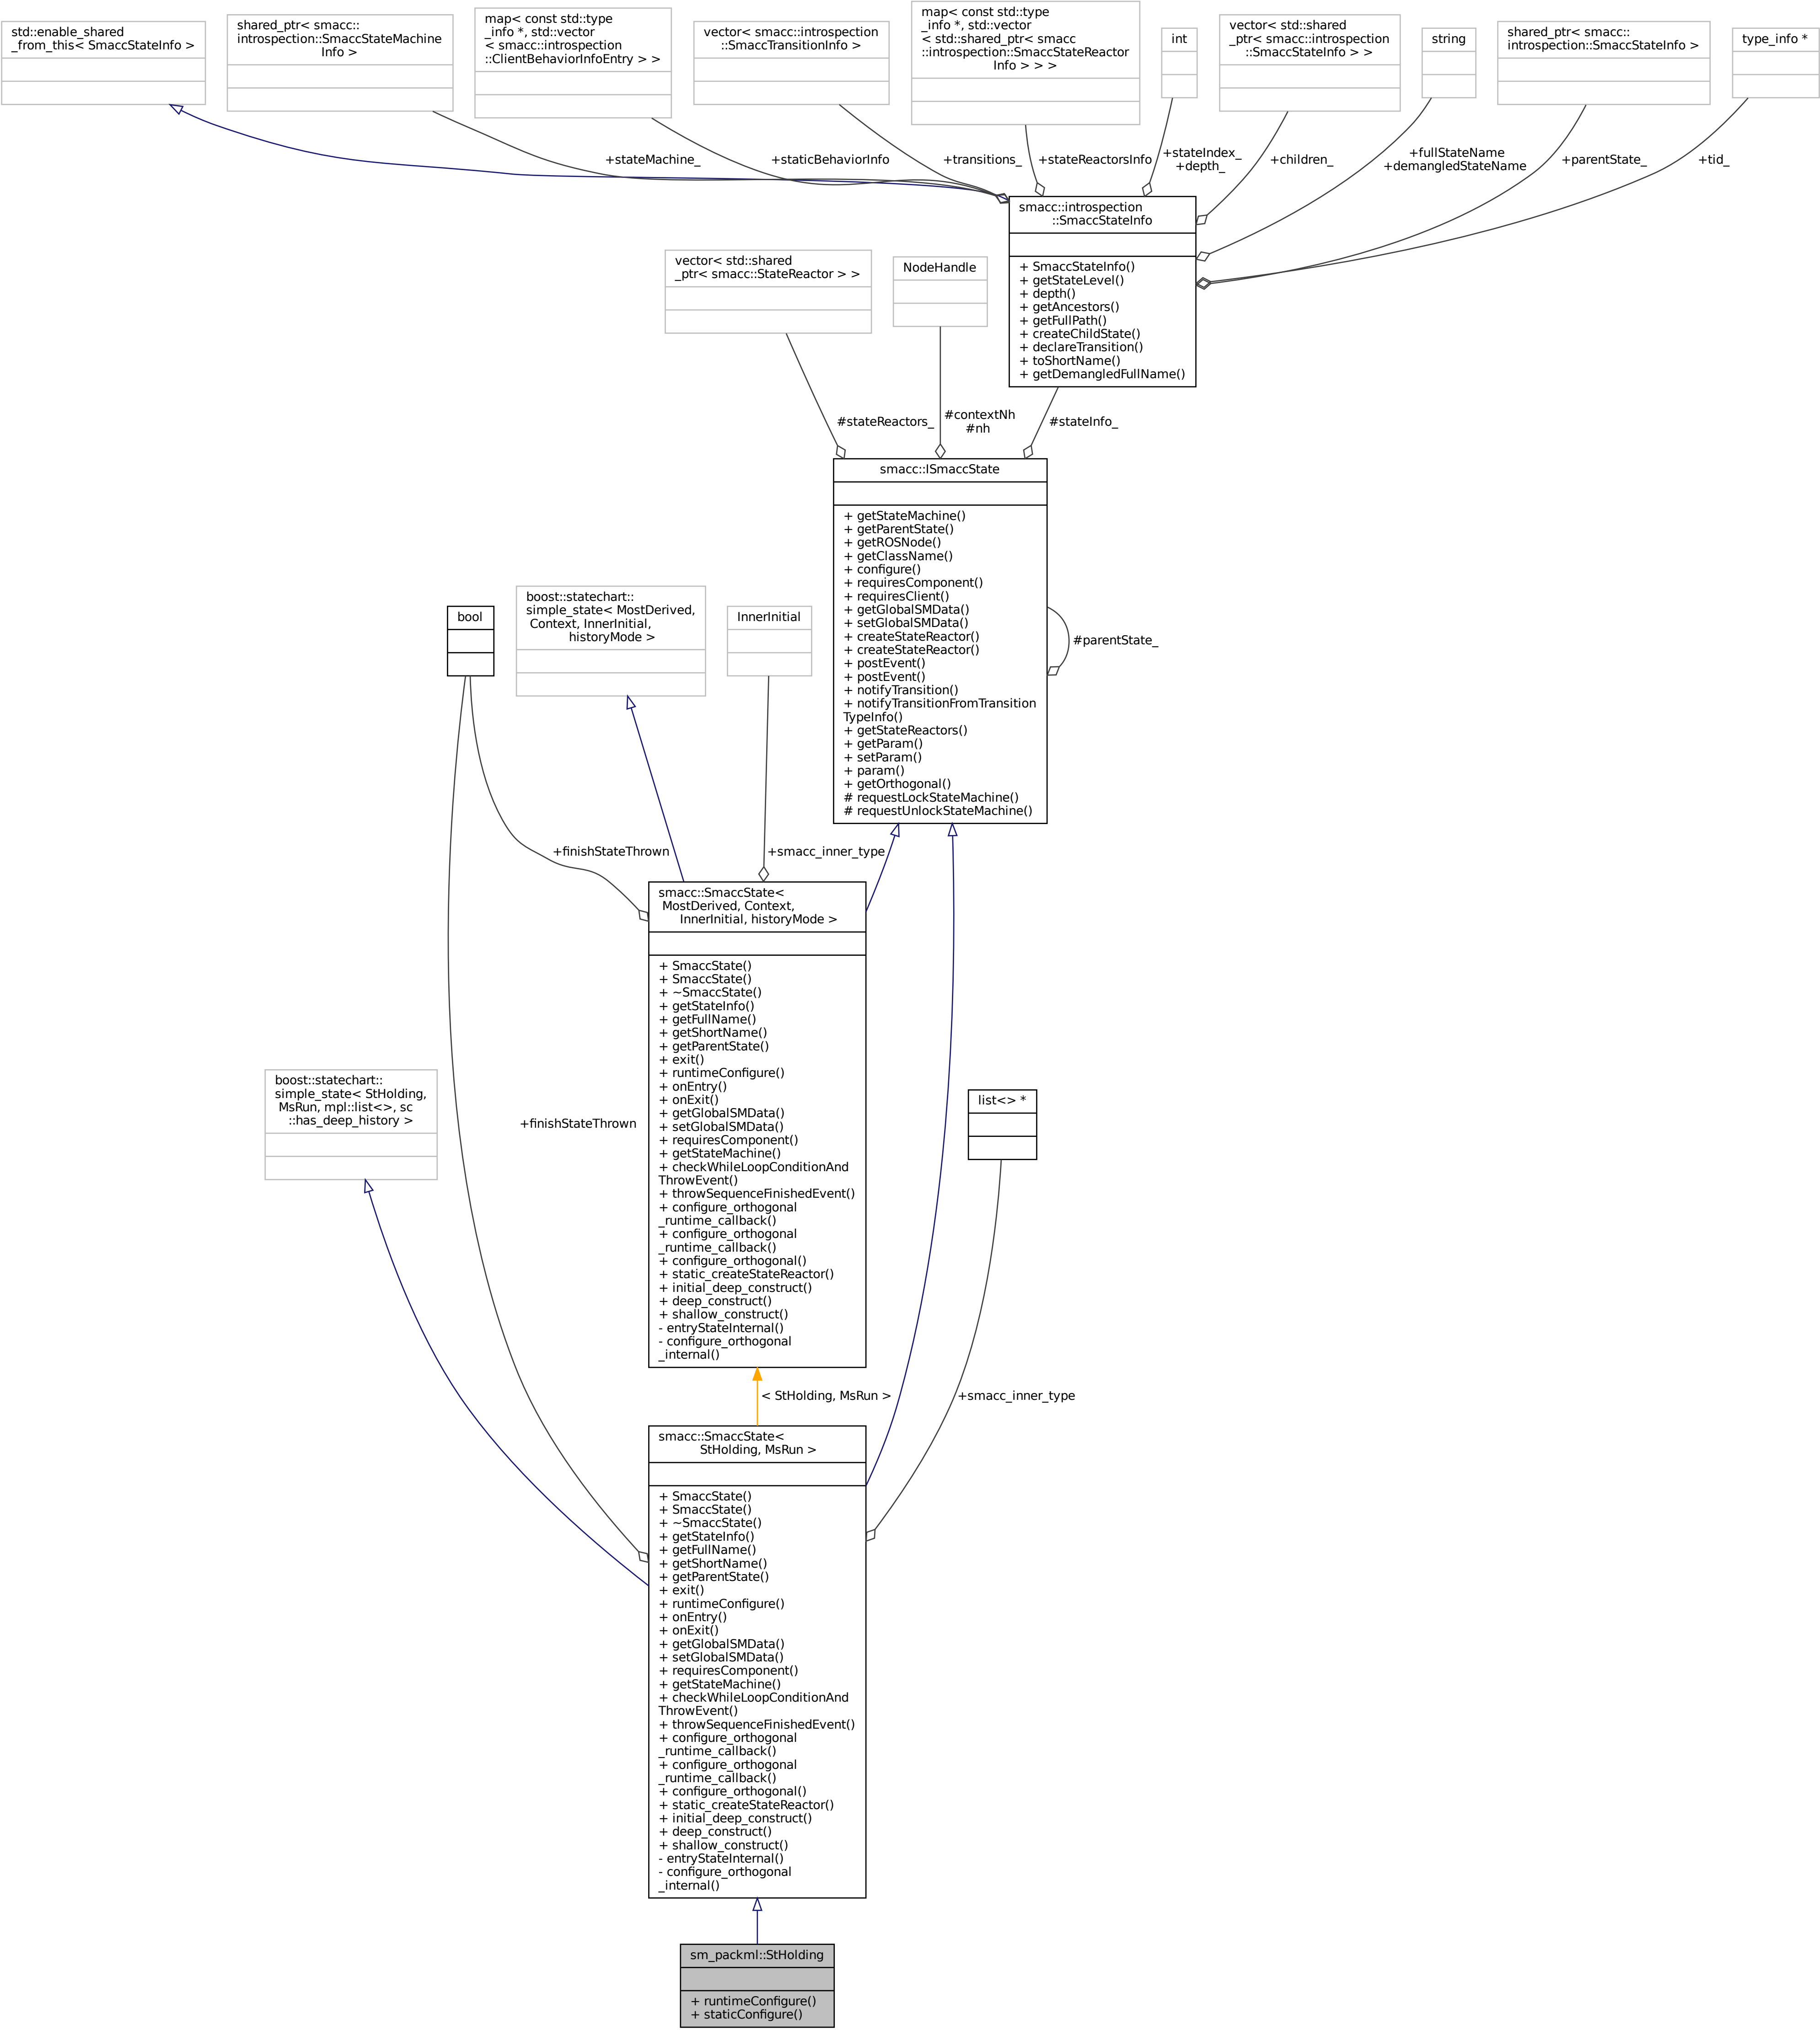 std::enable_shared
_from_this< SmaccStateInfo >
shared_ptr< smacc::
introspection::SmaccStateMachine
Info >
map< const std::type
_info *, std::vector
< smacc::introspection
::ClientBehaviorInfoEntry > >
vector< smacc::introspection
::SmaccTransitionInfo >
map< const std::type
_info *, std::vector
< std::shared_ptr< smacc
::introspection::SmaccStateReactor
Info > > >
int
vector< std::shared
_ptr< smacc::introspection
::SmaccStateInfo > >
string
shared_ptr< smacc::
introspection::SmaccStateInfo >
type_info *
+stateMachine_
+staticBehaviorInfo
+transitions_
+stateReactorsInfo
+stateIndex_
+depth_
+children_
+fullStateName
+demangledStateName
+parentState_
+tid_
smacc::introspection
::SmaccStateInfo
+ SmaccStateInfo()
+ getStateLevel()
+ depth()
+ getAncestors()
+ getFullPath()
+ createChildState()
+ declareTransition()
+ toShortName()
+ getDemangledFullName()
vector< std::shared
_ptr< smacc::StateReactor > >
NodeHandle
#stateReactors_
#contextNh
#nh
#stateInfo_
smacc::ISmaccState
+ getStateMachine()
+ getParentState()
+ getROSNode()
+ getClassName()
+ configure()
+ requiresComponent()
+ requiresClient()
+ getGlobalSMData()
+ setGlobalSMData()
+ createStateReactor()
+ createStateReactor()
+ postEvent()
+ postEvent()
+ notifyTransition()
+ notifyTransitionFromTransition
TypeInfo()
+ getStateReactors()
+ getParam()
+ setParam()
+ param()
+ getOrthogonal()
# requestLockStateMachine()
# requestUnlockStateMachine()
#parentState_
bool
boost::statechart::
simple_state< MostDerived,
Context, InnerInitial,
historyMode >
InnerInitial
+finishStateThrown
+smacc_inner_type
smacc::SmaccState<
MostDerived, Context,
InnerInitial, historyMode >
+ SmaccState()
+ SmaccState()
+ ~SmaccState()
+ getStateInfo()
+ getFullName()
+ getShortName()
+ getParentState()
+ exit()
+ runtimeConfigure()
+ onEntry()
+ onExit()
+ getGlobalSMData()
+ setGlobalSMData()
+ requiresComponent()
+ getStateMachine()
+ checkWhileLoopConditionAnd
ThrowEvent()
+ throwSequenceFinishedEvent()
+ configure_orthogonal
_runtime_callback()
+ configure_orthogonal
_runtime_callback()
+ configure_orthogonal()
+ static_createStateReactor()
+ initial_deep_construct()
+ deep_construct()
+ shallow_construct()
- entryStateInternal()
- configure_orthogonal
_internal()
boost::statechart::
simple_state< StHolding,
MsRun, mpl::list<>, sc
::has_deep_history >
+finishStateThrown
list<> *
< StHolding, MsRun >
+smacc_inner_type
smacc::SmaccState<
StHolding, MsRun >
+ SmaccState()
+ SmaccState()
+ ~SmaccState()
+ getStateInfo()
+ getFullName()
+ getShortName()
+ getParentState()
+ exit()
+ runtimeConfigure()
+ onEntry()
+ onExit()
+ getGlobalSMData()
+ setGlobalSMData()
+ requiresComponent()
+ getStateMachine()
+ checkWhileLoopConditionAnd
ThrowEvent()
+ throwSequenceFinishedEvent()
+ configure_orthogonal
_runtime_callback()
+ configure_orthogonal
_runtime_callback()
+ configure_orthogonal()
+ static_createStateReactor()
+ initial_deep_construct()
+ deep_construct()
+ shallow_construct()
- entryStateInternal()
- configure_orthogonal
_internal()
sm_packml::StHolding
+ runtimeConfigure()
+ staticConfigure()